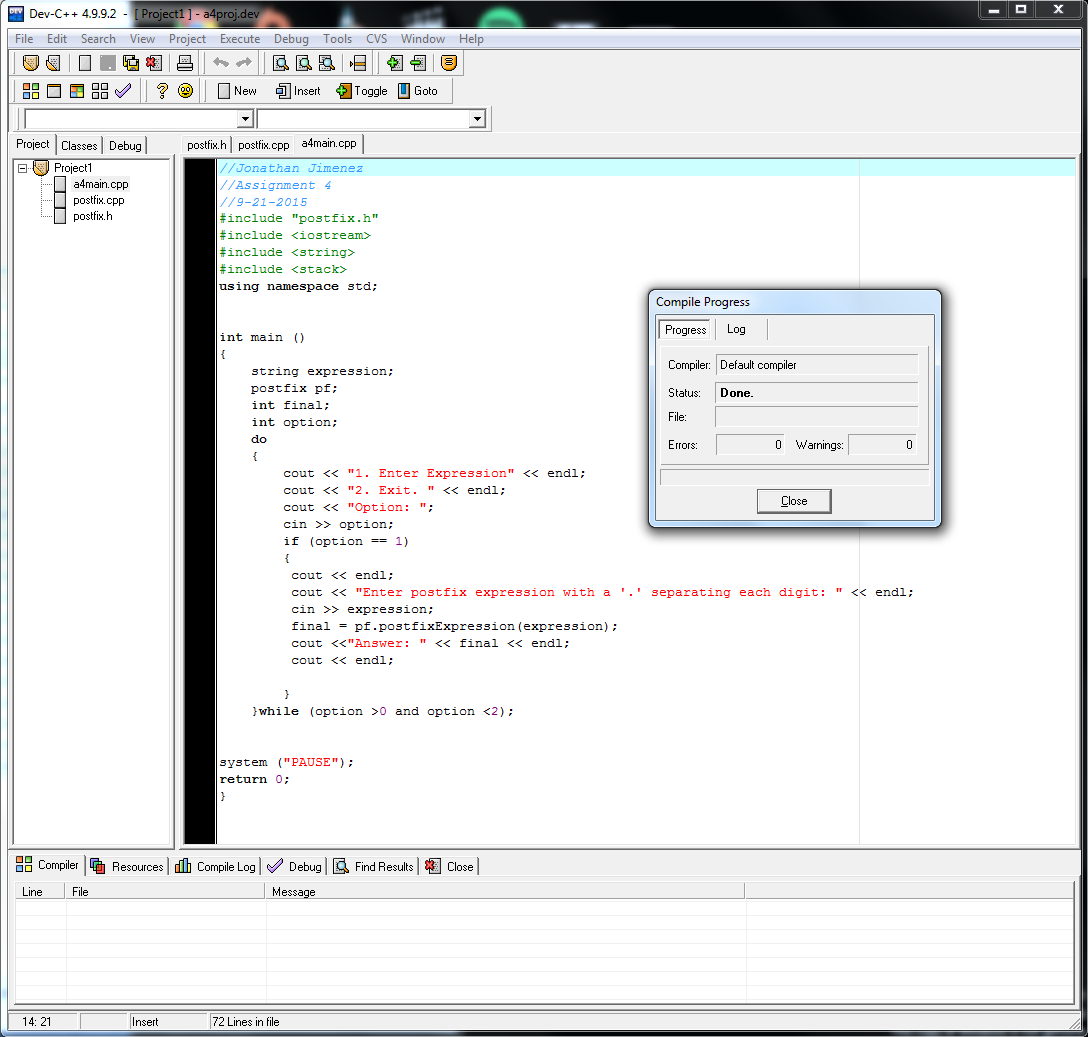 Dev-C++ 4.9.9.2 - [ Project1 ] - a4proj.dev
File Edit Search View Project Execute Debug Tools CVS Window Help
New Insert Toggle Goto
Project Classes Debug
postfix.h postfix.cpp a4main.cpp
Project1
a4main.cpp
postfix.cpp
postfix.h
//Jonathan Jimenez
//Assignment 4
//9-21-2015
#include "postfix.h"
#include <iostream>
#include <string>
#include <stack>
using namespace std;
int main ()
{
string expression;
postfix pf;
int final;
int option;
do
{
cout << "1. Enter Expression" << endl;
cout << "2. Exit. " << endl;
cout << "Option: ";
cin >> option;
if (option == 1)
{
cout << endl;
cout << "Enter postfix expression with a '.' separating each digit: " << endl;
cin >> expression;
final = pf.postfixExpression(expression);
cout <<"Answer: " << final << endl;
cout << endl;
}
}while (option >0 and option <2);
system ("PAUSE");
return 0;
}
Compile Progress
Progress Log
Compiler: Default compiler
Status: Done.
File:
Errors: 0 Warnings: 0
Close
Compiler Resources Compile Log Debug Find Results Close
Line File Message
14: 21 Insert 72 Lines in file